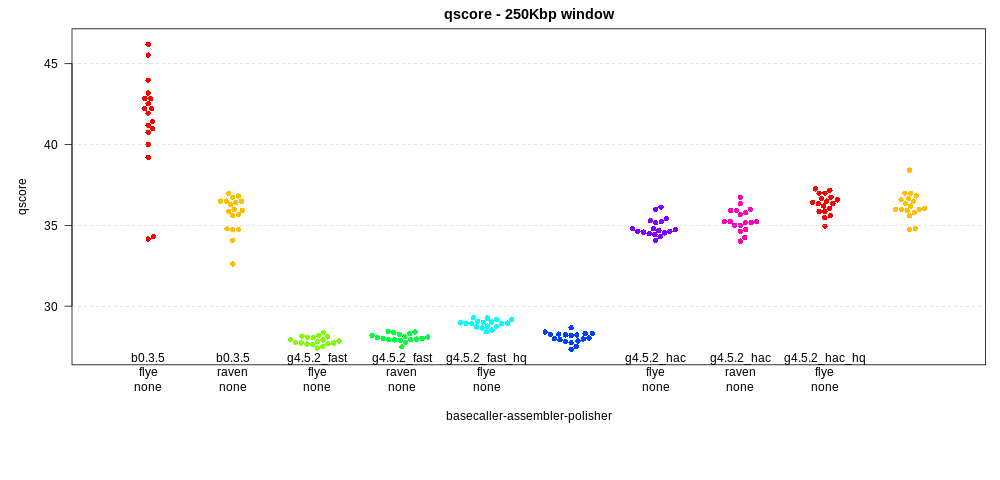 qscore - 250Kbp window
qscore
45
40
35
30
b0.3.5 b0.3.5 g4.5.2_fast g4.5.2_fast g4.5.2_fast_hq g4.5.2_hac g4.5.2_hac g4.5.2_hac_hq
flye raven flye raven flye flye raven flye
none none none none none none none none
basecaller-assembler-polisher